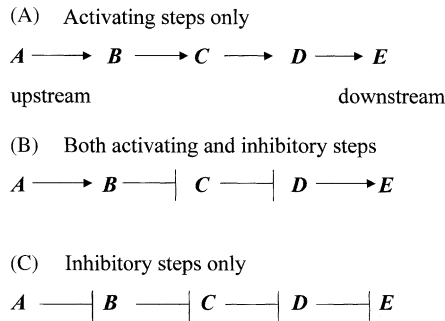 (A) Activating steps only
A B C D E
upstream downstream
(B) Both activating and inhibitory steps
A B C D E
(C) Inhibitory steps only
A B C D E